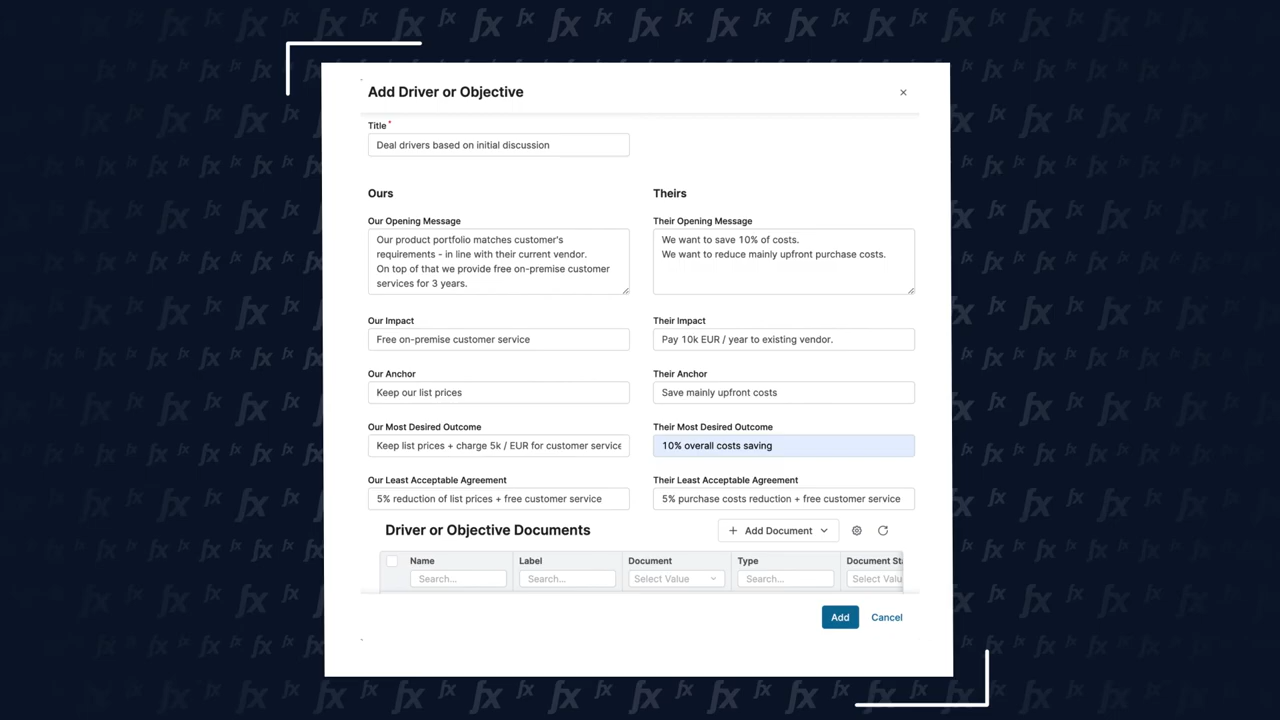 Add Driver or Objective
Title *
Deal drivers based on initial discussion
Ours
Theirs
Our Opening Message
Their Opening Message
Our product portfolio matches customer's
requirements - in line with their current vendor.
On top of that we provide free on-premise customer
services for 3 years.
We want to save 10% of costs.
We want to reduce mainly upfront purchase costs.
Our Impact
Their Impact
Free on-premise customer service
Pay 10k EUR / year to existing vendor.
Our Anchor
Their Anchor
Keep our list prices
Save mainly upfront costs
Our Most Desired Outcome
Their Most Desired Outcome
Keep list prices + charge 5k / EUR for customer service
10% overall costs saving
Our Least Acceptable Agreement
Their Least Acceptable Agreement
5% reduction of list prices + free customer service
5% purchase costs reduction + free customer service
Driver or Objective Documents
+ Add Document
Name Label Document Type Document Sta
Search... Search... Select Value Search... Select Valu
Add Cancel